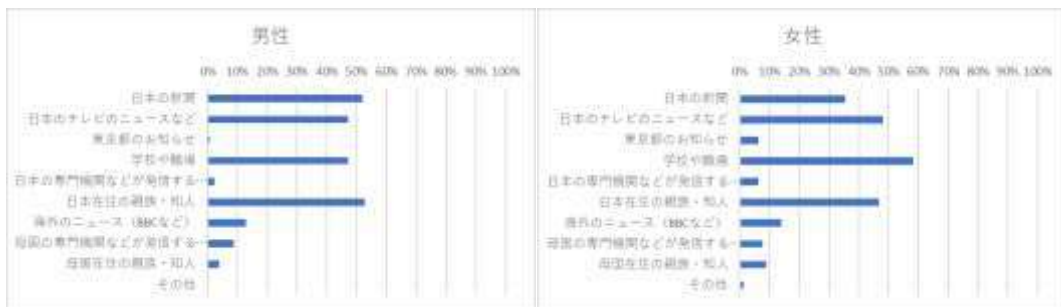 男性
0% 10% 20% 30% 40% 50% 60% 70% 80% 90% 100%
日本の新聞
日本のテレビのニュースなど
東京都のお知らせ
学校や職場
日本の専門機関などが発信する…
日本在住の親族・知人
海外のニュース（BBCなど）
母国の専門機関などが発信する…
母国在住の親族・知人
その他
女性
0% 10% 20% 30% 40% 50% 60% 70% 80% 90% 100%
日本の新聞
日本のテレビのニュースなど
東京都のお知らせ
学校や職場
日本の専門機関などが発信する…
日本在住の親族・知人
海外のニュース（BBCなど）
母国の専門機関などが発信する…
母国在住の親族・知人
その他